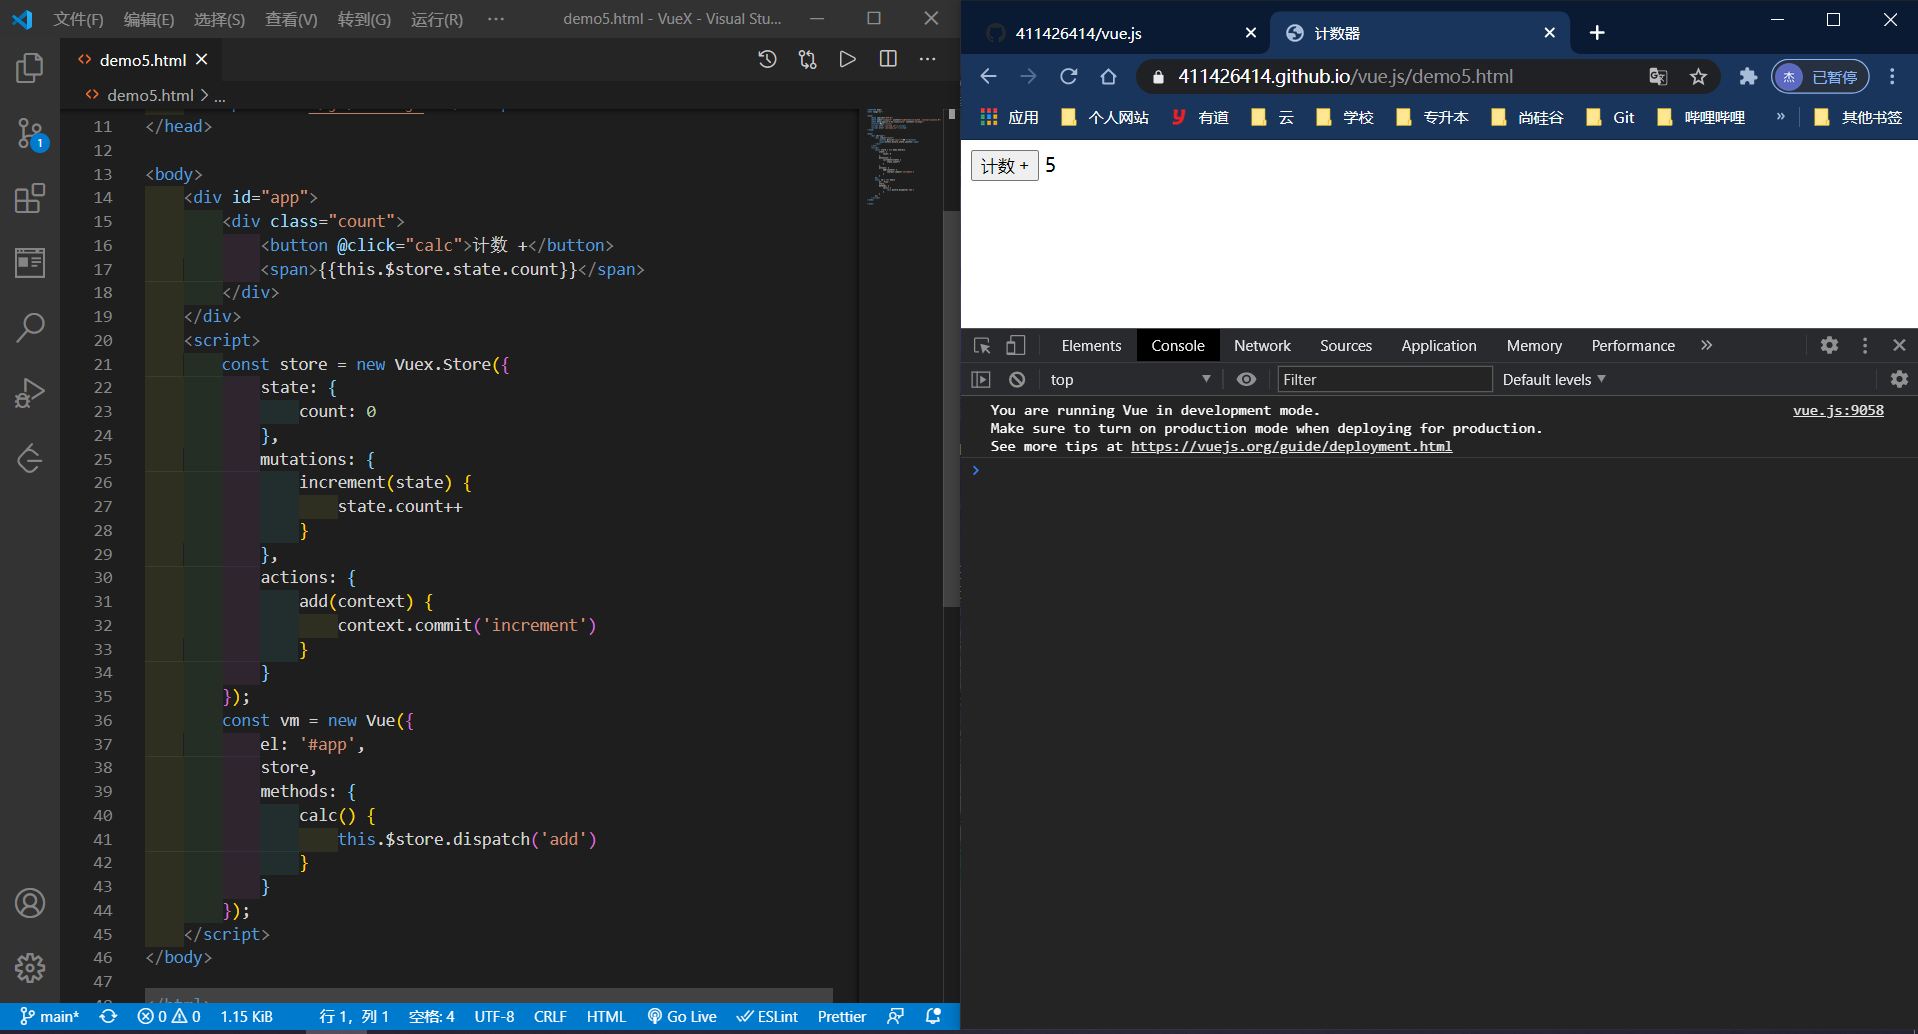 文件(F) 编辑(E) 选择(S) 查看(V) 转到(G) 运行(R) ··· demo5.html - VueX - Visual Stu...
demo5.html
demo5.html > ...
1
11 </head>
12
13 <body>
14 <div id="app">
15 <div class="count">
16 <button @click="calc">计数 +</button>
17 <span>{{this.$store.state.count}}</span>
18 </div>
19 </div>
20 <script>
21 const store = new Vuex.Store({
22 state: {
23 count: 0
24 },
25 mutations: {
26 increment(state) {
27 state.count++
28 }
29 },
30 actions: {
31 add(context) {
32 context.commit('increment')
33 }
34 }
35 });
36 const vm = new Vue({
37 el: '#app',
38 store,
39 methods: {
40 calc() {
41 this.$store.dispatch('add')
42 }
43 }
44 });
45 </script>
46 </body>
47
48 </html>
main* 0 0 1.15 KiB 行 1，列 1 空格: 4 UTF-8 CRLF HTML Go Live ESLint Prettier
411426414/vue.js 计数器
411426414.github.io/vue.js/demo5.html 杰 已暂停
应用 个人网站 有道 云 学校 专升本 尚硅谷 Git 哔哩哔哩 » 其他书签
计数 + 5
Elements Console Network Sources Application Memory Performance »
top Filter Default levels
You are running Vue in development mode. vue.js:9058
Make sure to turn on production mode when deploying for production.
See more tips at https://vuejs.org/guide/deployment.html
>